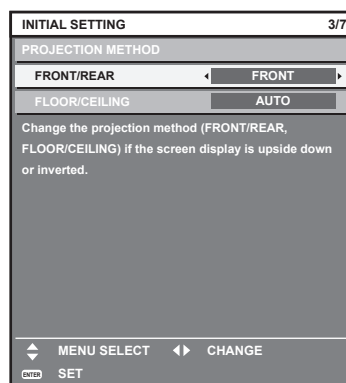 INITIAL SETTING 3/7
PROJECTION METHOD
FRONT/REAR FRONT
FLOOR/CEILING AUTO
Change the projection method (FRONT/REAR,
FLOOR/CEILING) if the screen display is upside down
or inverted.
MENU SELECT CHANGE
ENTER SET